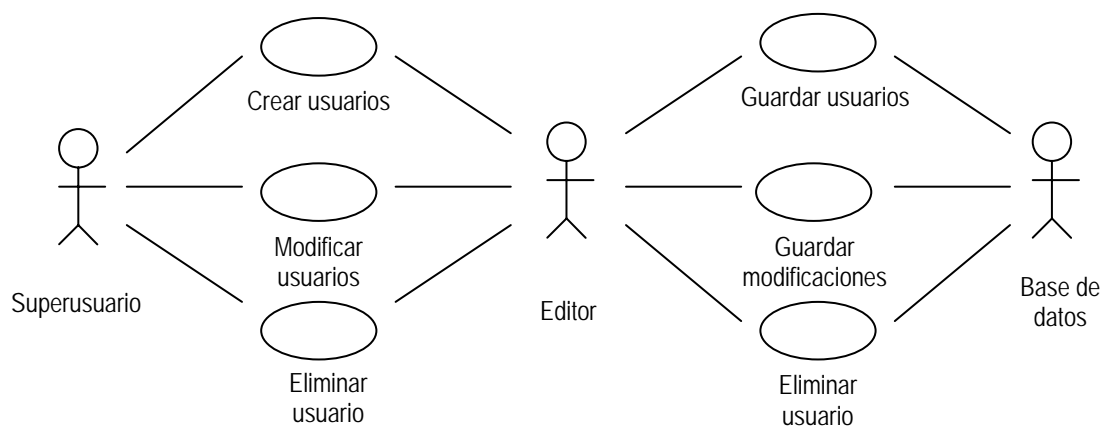 Crear usuarios
Guardar usuarios
Modificar
usuarios
Guardar
modificaciones
Superusuario
Editor
Base de
datos
Eliminar
usuario
Eliminar
usuario